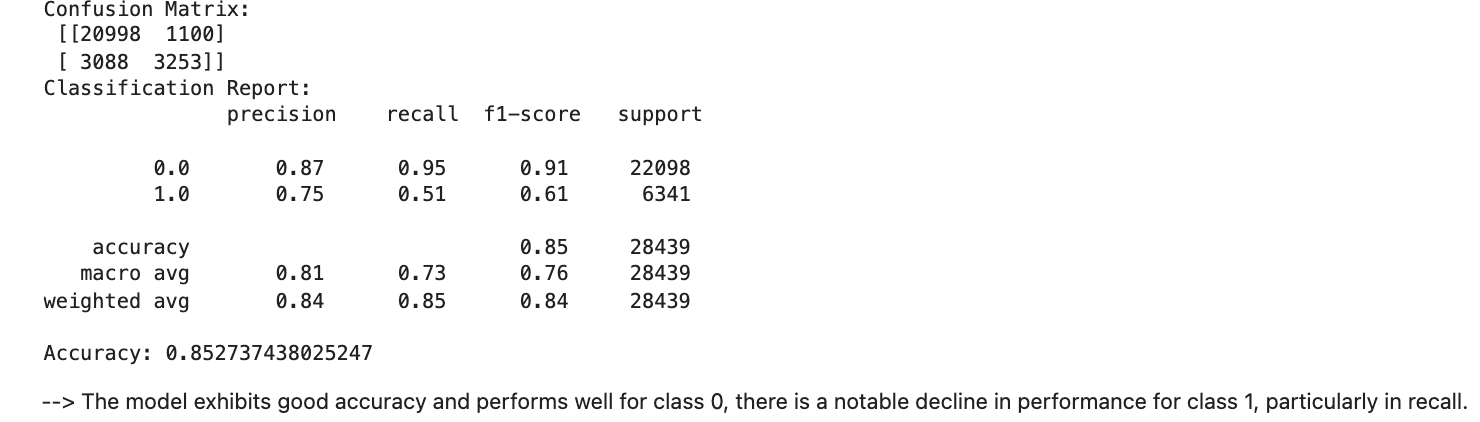 Confusion Matrix:
[[20998 1100]
[ 3088 3253]]
Classification Report:
precision recall f1-score support
0.0 0.87 0.95 0.91 22098
1.0 0.75 0.51 0.61 6341
accuracy 0.85 28439
macro avg 0.81 0.73 0.76 28439
weighted avg 0.84 0.85 0.84 28439
Accuracy: 0.852737438025247
--> The model exhibits good accuracy and performs well for class 0, there is a notable decline in performance for class 1, particularly in recall.